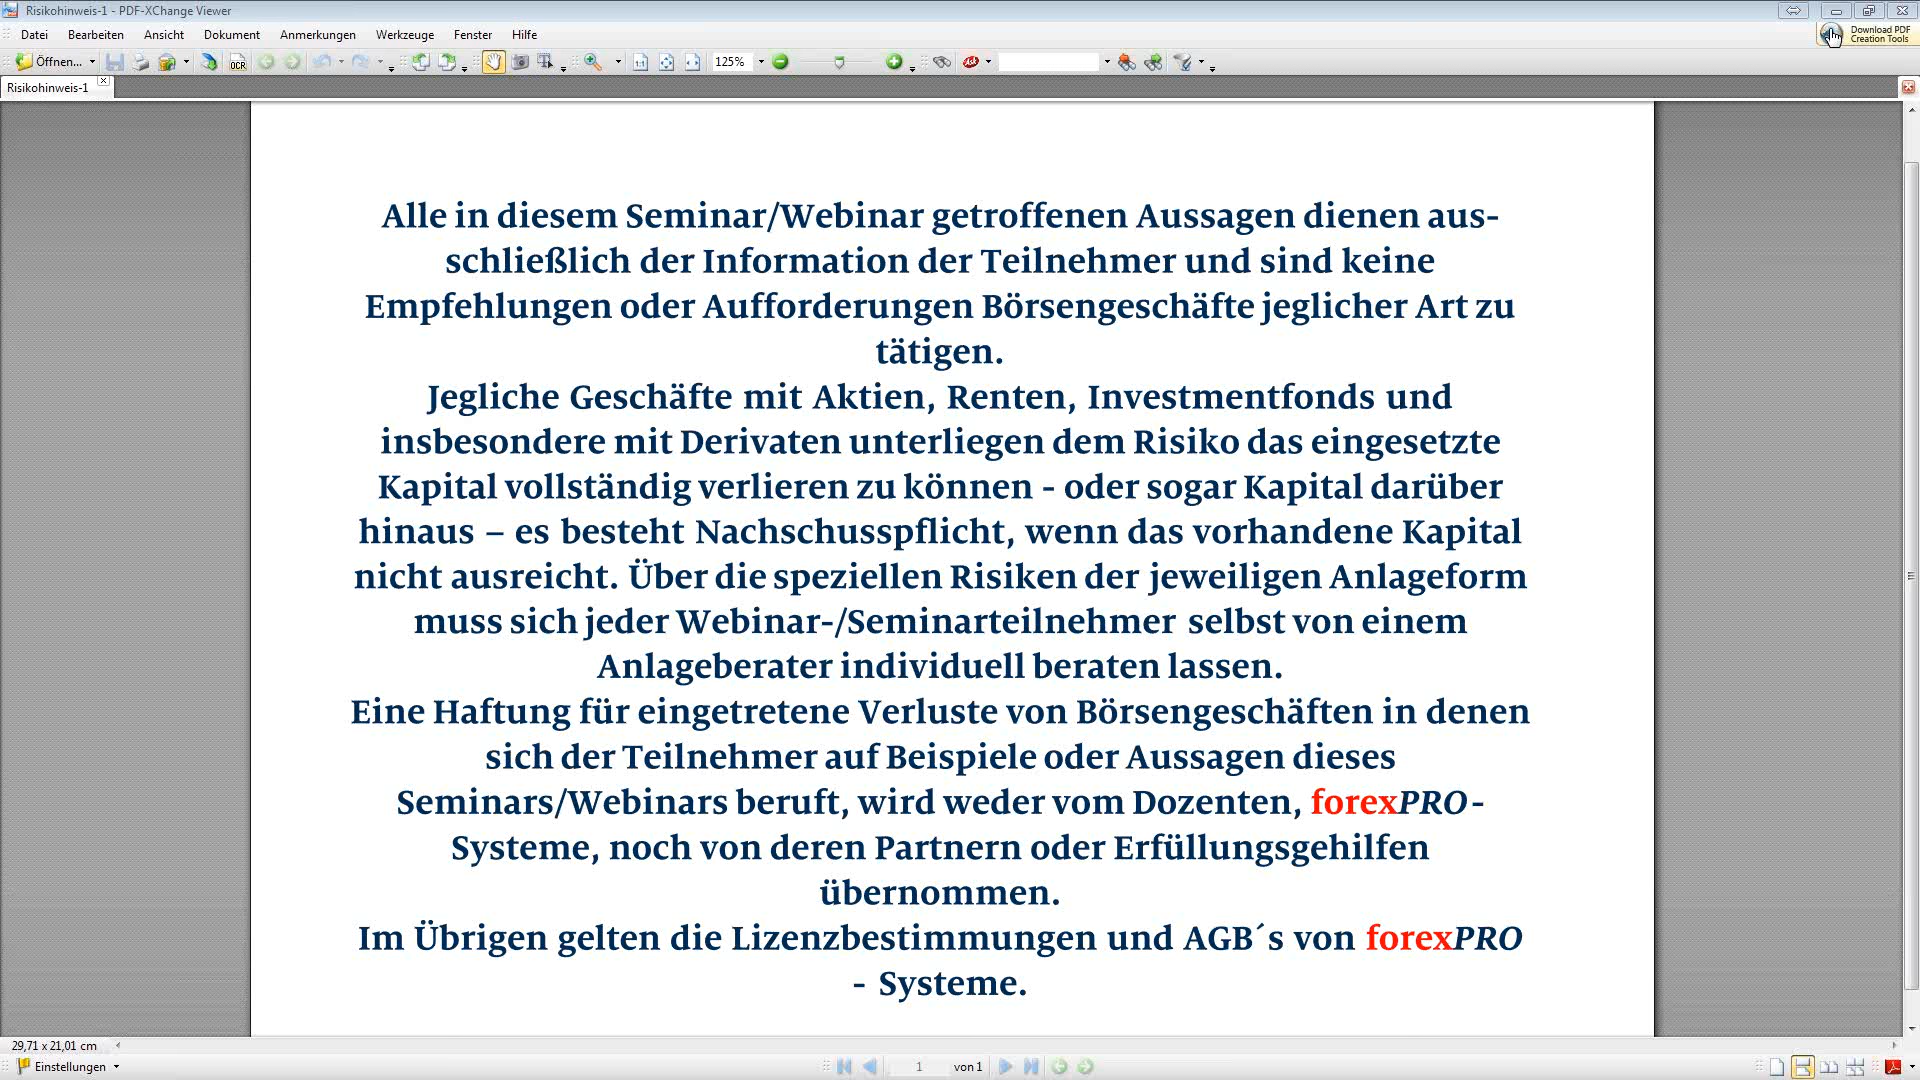 Risikohinweis-1 - PDF-XChange Viewer
Datei Bearbeiten Ansicht Dokument Anmerkungen Werkzeuge Fenster Hilfe
Download PDF
Creation Tools
Öffnen... OCR 125%
Risikohinweis-1
Alle in diesem Seminar/Webinar getroffenen Aussagen dienen aus-
schließlich der Information der Teilnehmer und sind keine
Empfehlungen oder Aufforderungen Börsengeschäfte jeglicher Art zu
tätigen.
Jegliche Geschäfte mit Aktien, Renten, Investmentfonds und
insbesondere mit Derivaten unterliegen dem Risiko das eingesetzte
Kapital vollständig verlieren zu können - oder sogar Kapital darüber
hinaus – es besteht Nachschusspflicht, wenn das vorhandene Kapital
nicht ausreicht. Über die speziellen Risiken der jeweiligen Anlageform
muss sich jeder Webinar-/Seminarteilnehmer selbst von einem
Anlageberater individuell beraten lassen.
Eine Haftung für eingetretene Verluste von Börsengeschäften in denen
sich der Teilnehmer auf Beispiele oder Aussagen dieses
Seminars/Webinars beruft, wird weder vom Dozenten, forexPRO-
Systeme, noch von deren Partnern oder Erfüllungsgehilfen
übernommen.
Im Übrigen gelten die Lizenzbestimmungen und AGB´s von forexPRO
- Systeme.
29,71 x 21,01 cm
Einstellungen 1 von 1